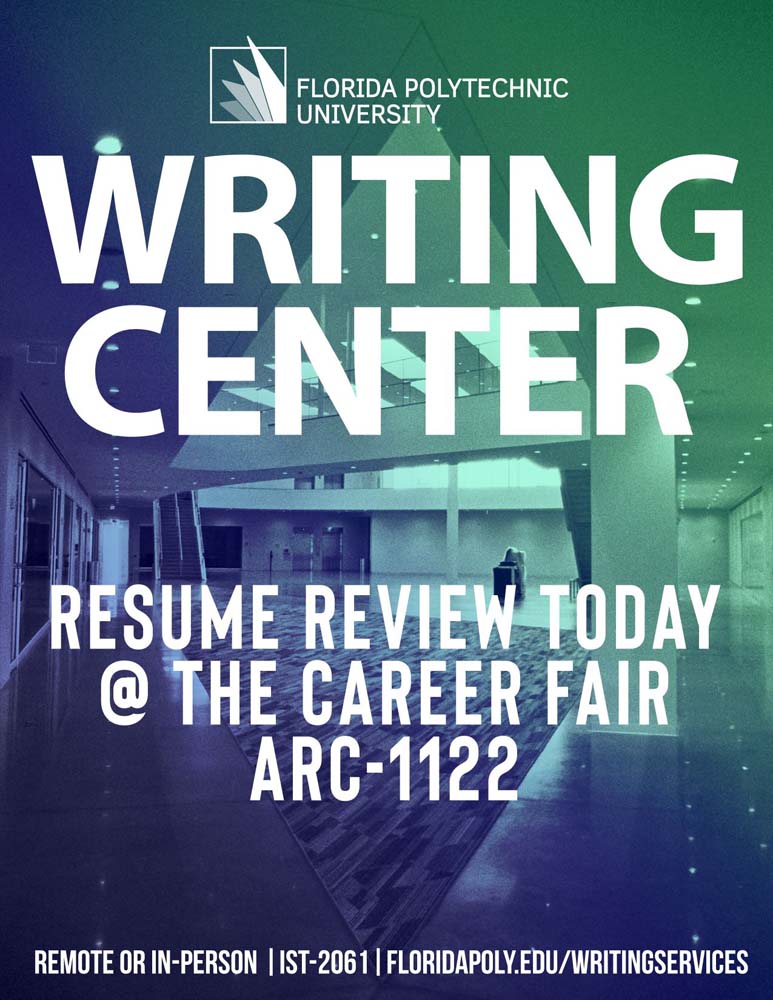 FLORIDA POLYTECHNIC
UNIVERSITY
WRITING
CENTER
RESUME REVIEW TODAY
@ THE CAREER FAIR
ARC-1122
REMOTE OR IN-PERSON | IST-2061 | FLORIDAPOLY.EDU/WRITINGSERVICES